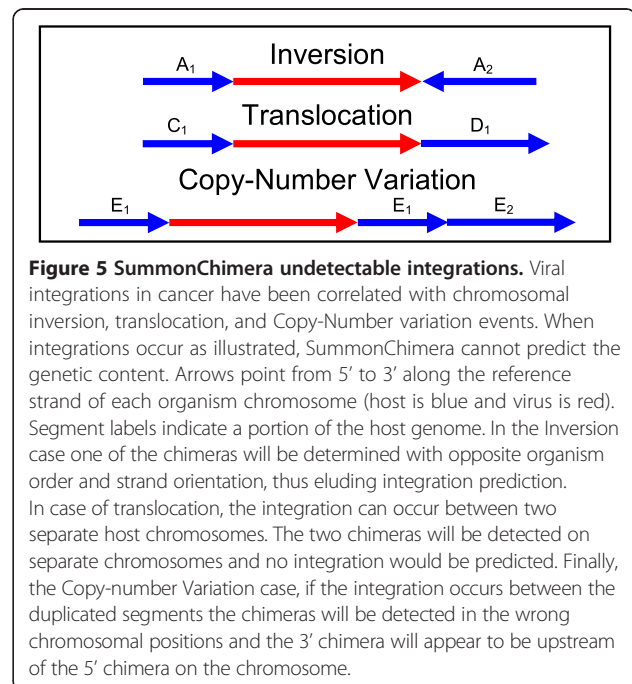 Inversion
A₁ A₂
Translocation
C₁ D₁
Copy-Number Variation
E₁ E₁ E₂
Figure 5 SummonChimera undetectable integrations. Viral
integrations in cancer have been correlated with chromosomal
inversion, translocation, and Copy-Number variation events. When
integrations occur as illustrated, SummonChimera cannot predict the
genetic content. Arrows point from 5’ to 3’ along the reference
strand of each organism chromosome (host is blue and virus is red).
Segment labels indicate a portion of the host genome. In the Inversion
case one of the chimeras will be determined with opposite organism
order and strand orientation, thus eluding integration prediction.
In case of translocation, the integration can occur between two
separate host chromosomes. The two chimeras will be detected on
separate chromosomes and no integration would be predicted. Finally,
the Copy-number Variation case, if the integration occurs between the
duplicated segments the chimeras will be detected in the wrong
chromosomal positions and the 3’ chimera will appear to be upstream
of the 5’ chimera on the chromosome.